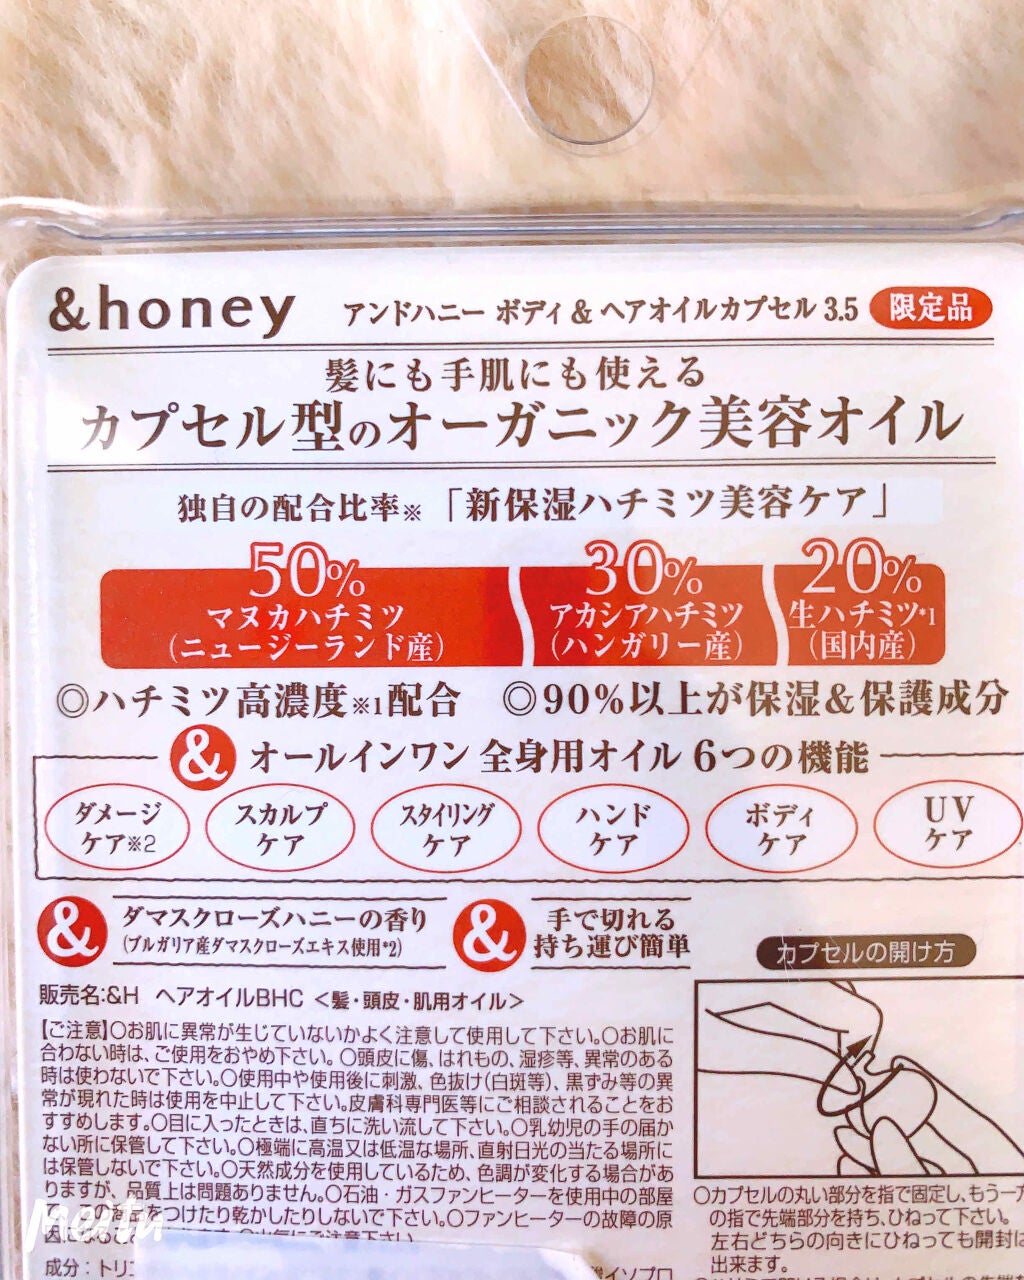 &honey アンドハニー ボディ & ヘアオイルカプセル 3.5 限定品
髪にも手肌にも使える
カプセル型のオーガニック美容オイル
独自の配合比率※「新保湿ハチミツ美容ケア」
50% 30% 20%
マヌカハチミツ アカシアハチミツ 生ハチミツ*1
(ニュージーランド産) (ハンガリー産) (国内産)
◎ハチミツ高濃度※1配合 ◎90%以上が保湿&保護成分
& オールインワン 全身用オイル 6つの機能
ダメージ スカルプ スタイリング ハンド ボディ UV
ケア※2 ケア ケア ケア ケア ケア
& ダマスクローズハニーの香り & 手で切れる
(ブルガリア産ダマスクローズエキス使用*2) 持ち運び簡単
カプセルの開け方
販売名:&H ヘアオイルBHC <髪・頭皮・肌用オイル>
【ご注意】○お肌に異常が生じていないかよく注意して使用して下さい。○お肌に
合わない時は、ご使用をおやめ下さい。○頭皮に傷、はれもの、湿疹等、異常のある
時は使わないで下さい。○使用中や使用後に刺激、色抜け(白斑等)、黒ずみ等の異
常が現れた時は使用を中止して下さい。皮膚科専門医等にご相談されることをお
すすめします。○目に入ったときは、直ちに洗い流して下さい。○乳幼児の手の届か
ない所に保管して下さい。○極端に高温又は低温な場所、直射日光の当たる場所に
は保管しないで下さい。○天然成分を使用しているため、色調が変化する場合があ
りますが、品質上は問題ありません。○石油・ガスファンヒーターを使用中の部屋
をつけたり乾かしたりしないで下さい。○ファンヒーターの故障の原
○火気にご注意下さい
成分:トリエ
イソプロ
○カプセルの丸い部分を指で固定し、もう一方
の指で先端部分を持ち、ひねって下さい。
左右どちらの向きにひねっても開封は
出来ます。
Meitu